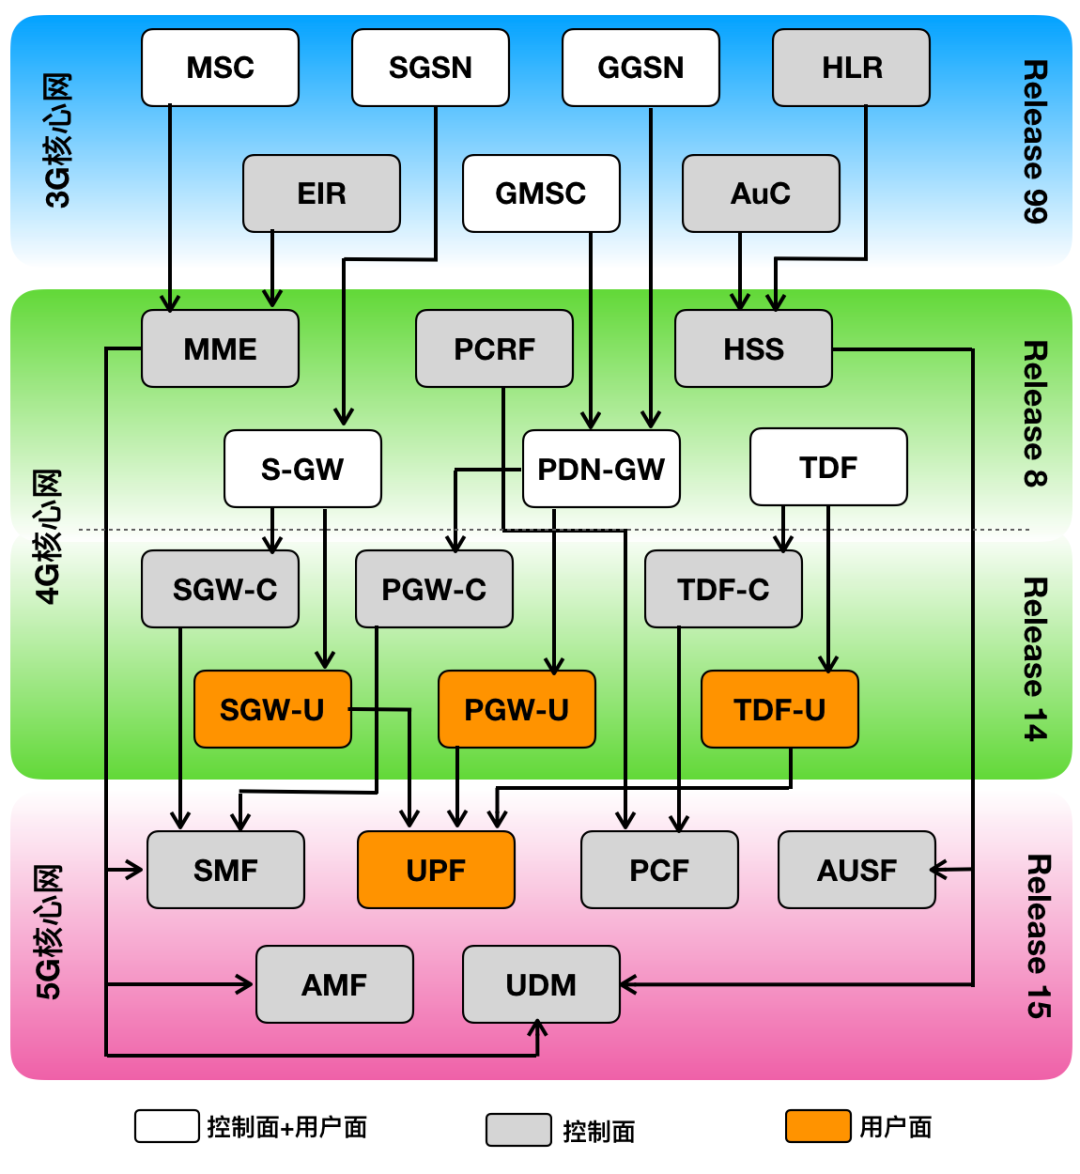 MSC
SGSN
GGSN
HLR
3G核心网
Release 99
EIR
GMSC
AuC
MME
PCRF
HSS
Release 8
4G核心网
S-GW
PDN-GW
TDF
SGW-C
PGW-C
TDF-C
Release 14
SGW-U
PGW-U
TDF-U
5G核心网
SMF
UPF
PCF
AUSF
Release 15
AMF
UDM
控制面+用户面
控制面
用户面